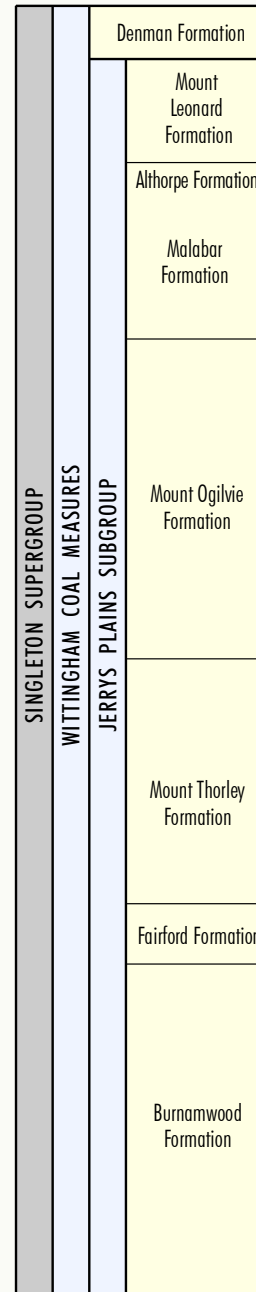 SINGLETON SUPERGROUP
WITTINGHAM COAL MEASURES
JERRYS PLAINS SUBGROUP
Denman Formation
Mount
Leonard
Formation
Althorpe Formation
Malabar
Formation
Mount Ogilvie
Formation
Mount Thorley
Formation
Fairford Formation
Burnamwood
Formation